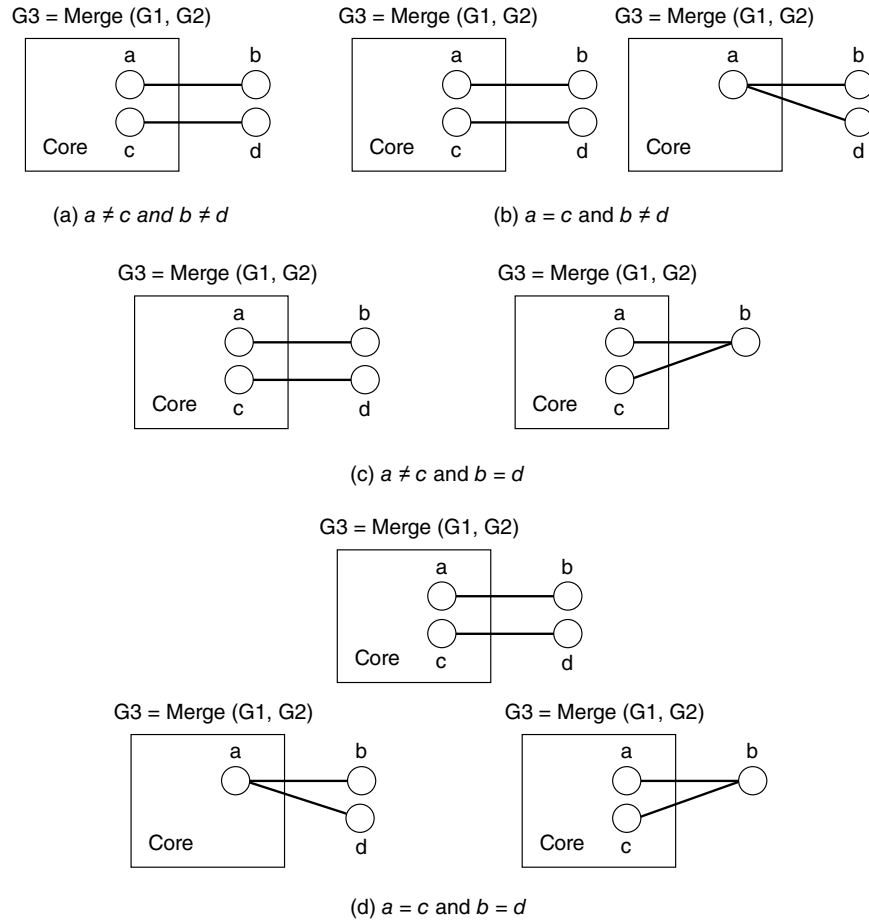 G3 = Merge (G1, G2)
a b
Core c d
(a) a ≠ c and b ≠ d
G3 = Merge (G1, G2) G3 = Merge (G1, G2)
a b a b
Core c d Core d
(b) a = c and b ≠ d
G3 = Merge (G1, G2) G3 = Merge (G1, G2)
a b a b
Core c d Core c
(c) a ≠ c and b = d
G3 = Merge (G1, G2)
a b
Core c d
G3 = Merge (G1, G2) G3 = Merge (G1, G2)
a b a b
Core d Core c
(d) a = c and b = d